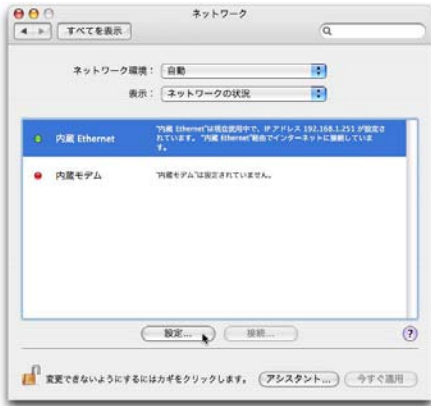 ネットワーク
すべてを表示
ネットワーク環境： 自動
表示： ネットワークの状況
内蔵 Ethernet
"内蔵 Ethernet"は現在使用中で、IP アドレス 192.168.1.251 が設定さ
れています。"内蔵 Ethernet"経由でインターネットに接続していま
す。
内蔵モデム
"内蔵モデム"は設定されていません。
設定...
接続...
?
変更できないようにするにはカギをクリックします。
アシスタント...
今すぐ適用